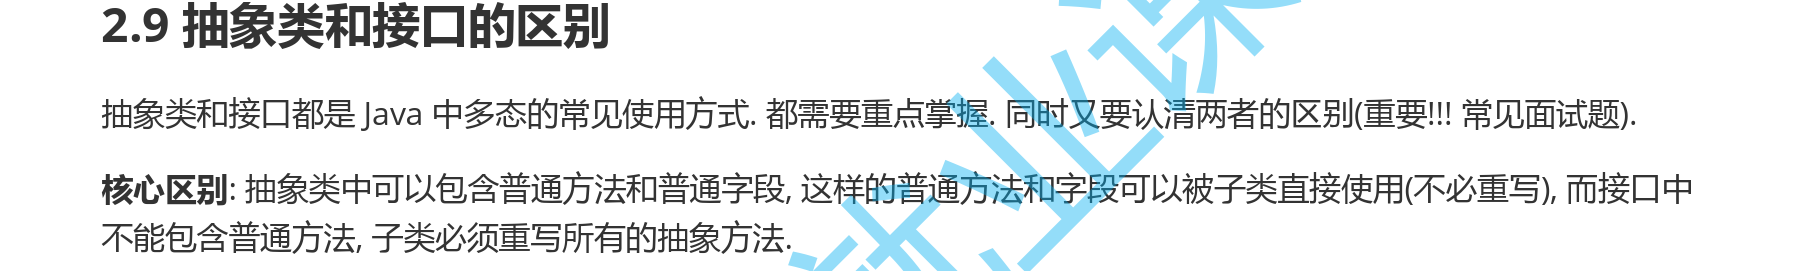 2.9 抽象类和接口的区别
抽象类和接口都是 Java 中多态的常见使用方式. 都需要重点掌握. 同时又要认清两者的区别(重要!!! 常见面试题).
核心区别: 抽象类中可以包含普通方法和普通字段, 这样的普通方法和字段可以被子类直接使用(不必重写), 而接口中
不能包含普通方法, 子类必须重写所有的抽象方法.
就业课